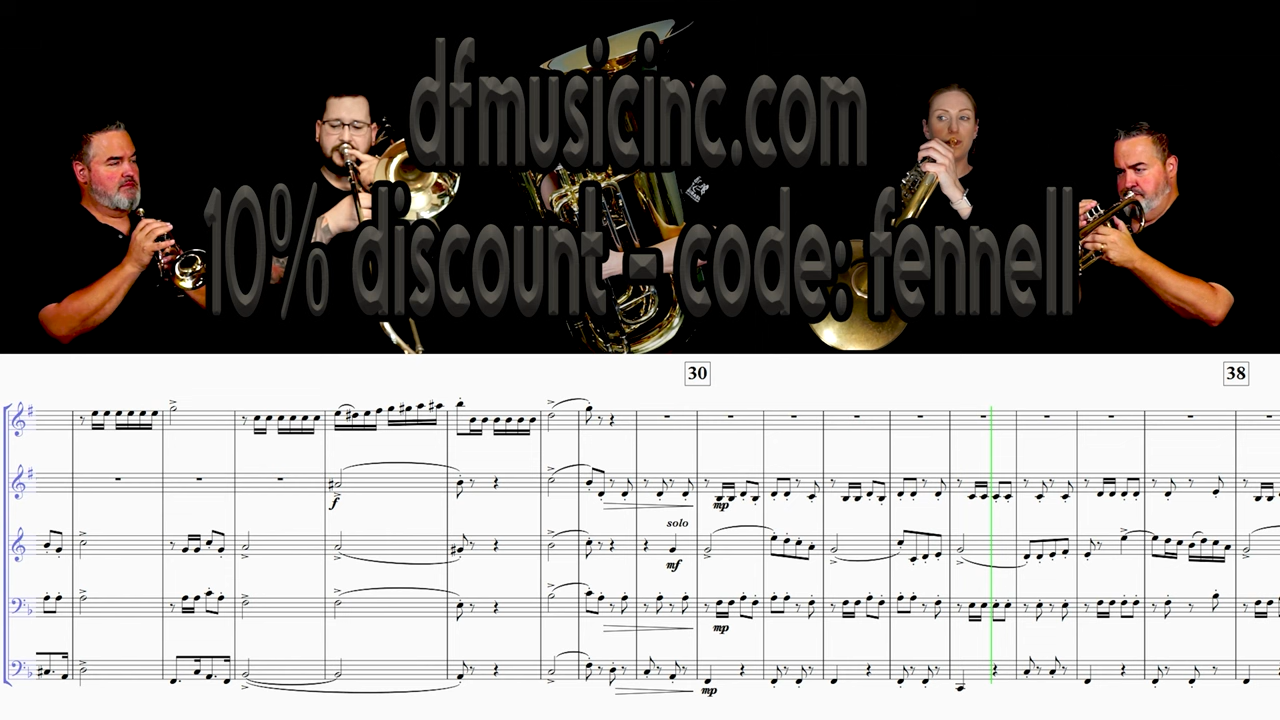 dfmusicinc.com
10% discount - code: fennell
30
38
solo
f
mp
mf
mp
mp